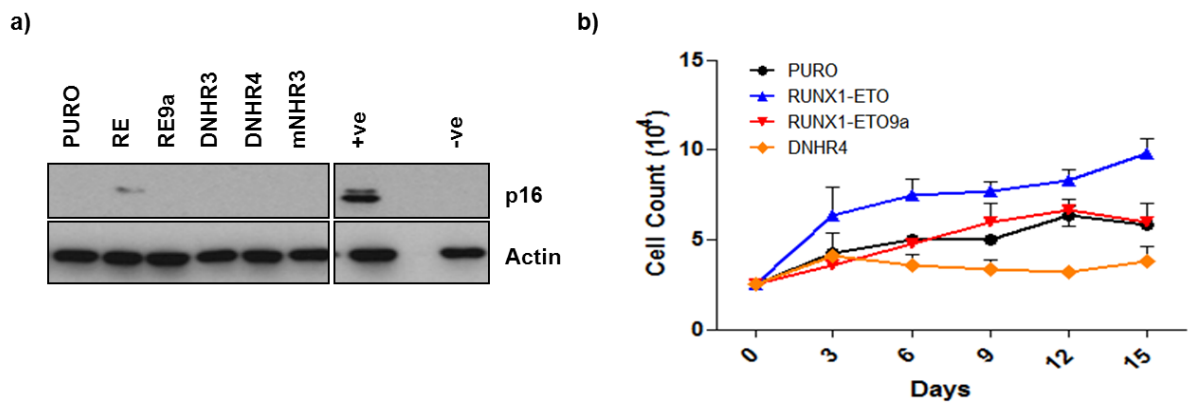 a)
PURO
RE
RE9a
DNHR3
DNHR4
mNHR3
+ve
-ve
p16
Actin
b)
PURO
RUNX1-ETO
RUNX1-ETO9a
DNHR4
Cell Count (10⁴)
15
10
5
0
0 3 6 9 12 15
Days